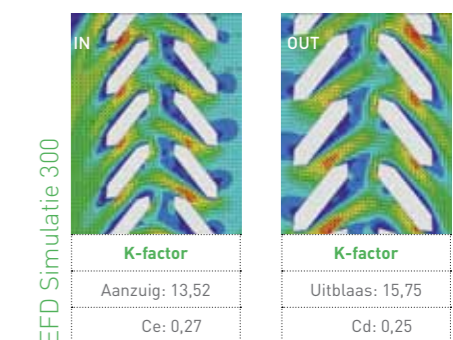 EFD Simulatie 300
IN
OUT
K-factor
Aanzuig: 13,52
Ce: 0,27
K-factor
Uitblaas: 15,75
Cd: 0,25